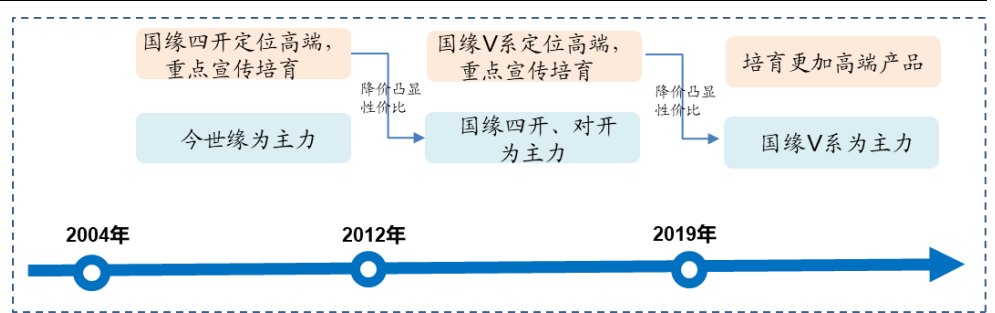 国缘四开定位高端，
重点宣传培育
国缘V系定位高端，
重点宣传培育
培育更加高端产品
降价凸显
性价比
降价凸显
性价比
今世缘为主力
国缘四开、对开
为主力
国缘V系为主力
2004年
2012年
2019年